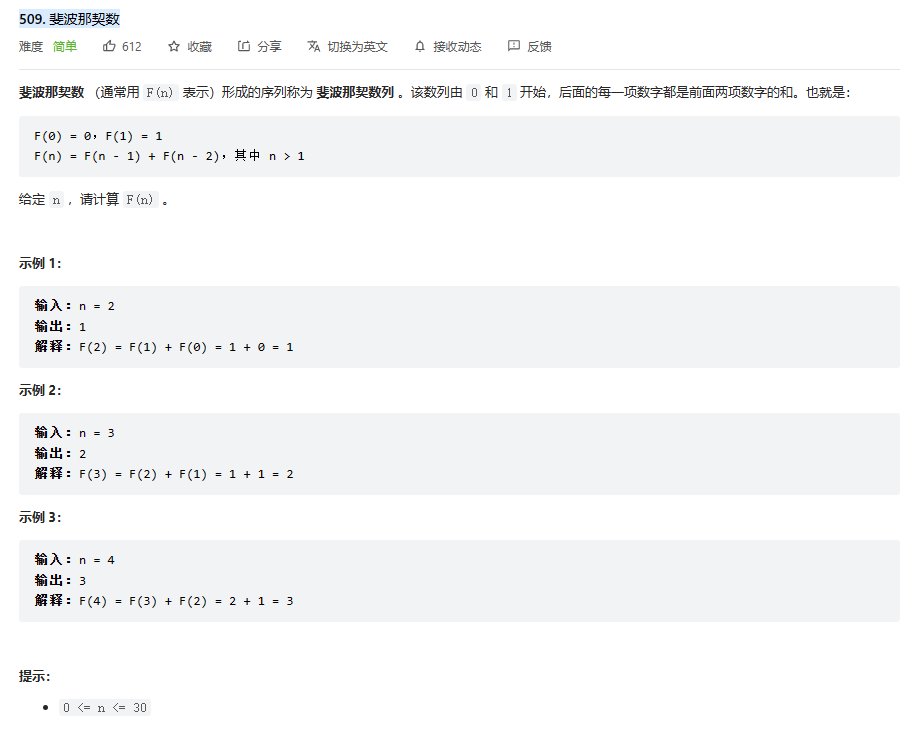 509. 斐波那契数
难度 简单 612 收藏 分享 切换为英文 接收动态 反馈
斐波那契数 （通常用 F(n) 表示）形成的序列称为 斐波那契数列 。该数列由 0 和 1 开始，后面的每一项数字都是前面两项数字的和。也就是：
F(0) = 0，F(1) = 1
F(n) = F(n - 1) + F(n - 2)，其中 n > 1
给定 n ，请计算 F(n) 。
示例 1：
输入：n = 2
输出：1
解释：F(2) = F(1) + F(0) = 1 + 0 = 1
示例 2：
输入：n = 3
输出：2
解释：F(3) = F(2) + F(1) = 1 + 1 = 2
示例 3：
输入：n = 4
输出：3
解释：F(4) = F(3) + F(2) = 2 + 1 = 3
提示：
• 0 <= n <= 30